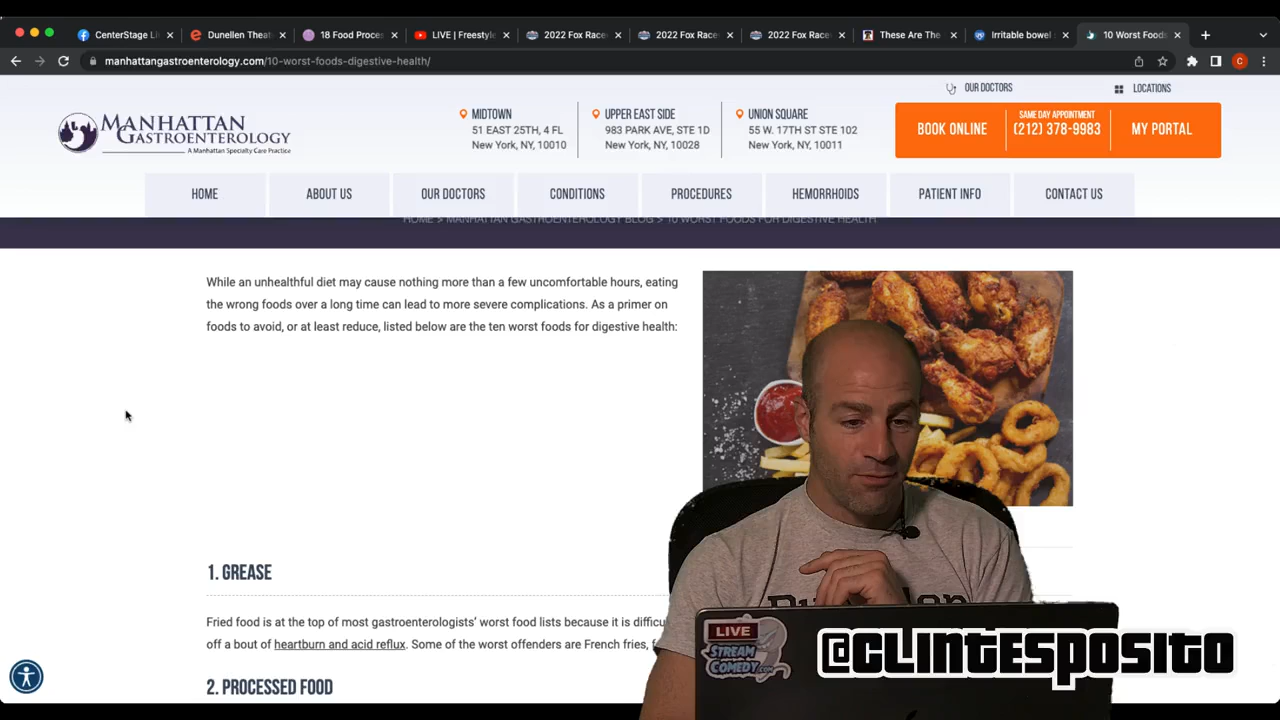 CenterStage Li
Dunellen Theat
18 Food Proces
LIVE | Freestyle
2022 Fox Race
2022 Fox Race
2022 Fox Race
These Are The
Irritable bowel
10 Worst Foods
manhattangastroenterology.com/10-worst-foods-digestive-health/
OUR DOCTORS
LOCATIONS
MANHATTAN
GASTROENTEROLOGY
A Manhattan Specialty Care Practice
MIDTOWN
51 EAST 25TH, 4 FL
New York, NY, 10010
UPPER EAST SIDE
983 PARK AVE, STE 1D
New York, NY, 10028
UNION SQUARE
55 W. 17TH ST STE 102
New York, NY, 10011
BOOK ONLINE
SAME DAY APPOINTMENT
(212) 378-9983
MY PORTAL
HOME
ABOUT US
OUR DOCTORS
CONDITIONS
PROCEDURES
HEMORRHOIDS
PATIENT INFO
CONTACT US
HOME > MANHATTAN GASTROENTEROLOGY BLOG > 10 WORST FOODS FOR DIGESTIVE HEALTH
While an unhealthful diet may cause nothing more than a few uncomfortable hours, eating
the wrong foods over a long time can lead to more severe complications. As a primer on
foods to avoid, or at least reduce, listed below are the ten worst foods for digestive health:
1. GREASE
Fried food is at the top of most gastroenterologists' worst food lists because it is difficu
off a bout of heartburn and acid reflux. Some of the worst offenders are French fries,
2. PROCESSED FOOD
LIVE
STREAM
COMEDY.com
@CLINTESPOSITO